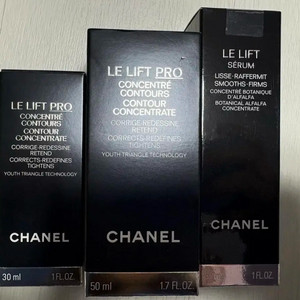 LE LIFT PRO
CONCENTRÉ
CONTOURS
CONTOUR
CONCENTRATE
CORRIGE-REDESSINE
RETEND
CORRECTS-REDEFINES
TIGHTENS
YOUTH TRIANGLE TECHNOLOGY
CHANEL
30 ml 1 FL.OZ.
LE LIFT PRO
CONCENTRÉ
CONTOURS
CONTOUR
CONCENTRATE
CORRIGE-REDESSINE
RETEND
CORRECTS-REDEFINES
TIGHTENS
YOUTH TRIANGLE TECHNOLOGY
CHANEL
50 ml 1.7 FL.OZ.
LE LIFT
SÉRUM
LISSE-RAFFERMIT
SMOOTHS-FIRMS
CONCENTRÉ BOTANIQUE
D'ALFALFA
BOTANICAL ALFALFA
CONCENTRATE
CHANEL
1 FL.OZ.